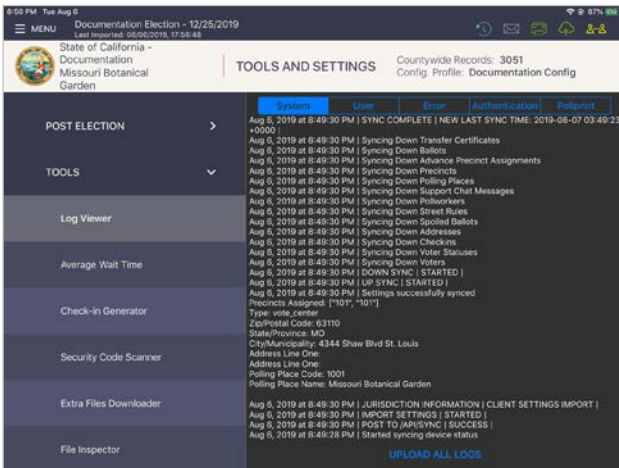 8:50 PM Tue Aug 6
87%
MENU
Documentation Election - 12/25/2019
Last Imported: 08/06/2019, 17:56:48
State of California -
Documentation
Missouri Botanical
Garden
TOOLS AND SETTINGS
Countywide Records: 3051
Config. Profile: Documentation Config
POST ELECTION
TOOLS
Log Viewer
Average Wait Time
Check-in Generator
Security Code Scanner
Extra Files Downloader
File Inspector
System User Error Authentication Pollprint
Aug 6, 2019 at 8:49:30 PM | SYNC COMPLETE | NEW LAST SYNC TIME: 2019-08-07 03:49:23
+0000 |
Aug 6, 2019 at 8:49:30 PM | Syncing Down Transfer Certificates
Aug 6, 2019 at 8:49:30 PM | Syncing Down Ballots
Aug 6, 2019 at 8:49:30 PM | Syncing Down Advance Precinct Assignments
Aug 6, 2019 at 8:49:30 PM | Syncing Down Precincts
Aug 6, 2019 at 8:49:30 PM | Syncing Down Polling Places
Aug 6, 2019 at 8:49:30 PM | Syncing Down Support Chat Messages
Aug 6, 2019 at 8:49:30 PM | Syncing Down Pollworkers
Aug 6, 2019 at 8:49:30 PM | Syncing Down Street Rules
Aug 6, 2019 at 8:49:30 PM | Syncing Down Spoiled Ballots
Aug 6, 2019 at 8:49:30 PM | Syncing Down Addresses
Aug 6, 2019 at 8:49:30 PM | Syncing Down Checkins
Aug 6, 2019 at 8:49:30 PM | Syncing Down Voter Statuses
Aug 6, 2019 at 8:49:30 PM | Syncing Down Voters
Aug 6, 2019 at 8:49:30 PM | DOWN SYNC | STARTED |
Aug 6, 2019 at 8:49:30 PM | UP SYNC | STARTED |
Aug 6, 2019 at 8:49:30 PM | Settings successfully synced
Precincts Assigned: ["101", "101"]
Type: vote_center
Zip/Postal Code: 63110
State/Province: MO
City/Municipality: 4344 Shaw Blvd St. Louis
Address Line One:
Address Line One:
Polling Place Code: 1001
Polling Place Name: Missouri Botanical Garden
Aug 6, 2019 at 8:49:30 PM | JURISDICTION INFORMATION | CLIENT SETTINGS IMPORT |
Aug 6, 2019 at 8:49:30 PM | IMPORT SETTINGS | STARTED |
Aug 6, 2019 at 8:49:30 PM | POST TO /API/SYNC | SUCCESS |
Aug 6, 2019 at 8:49:28 PM | Started syncing device status
UPLOAD ALL LOGS